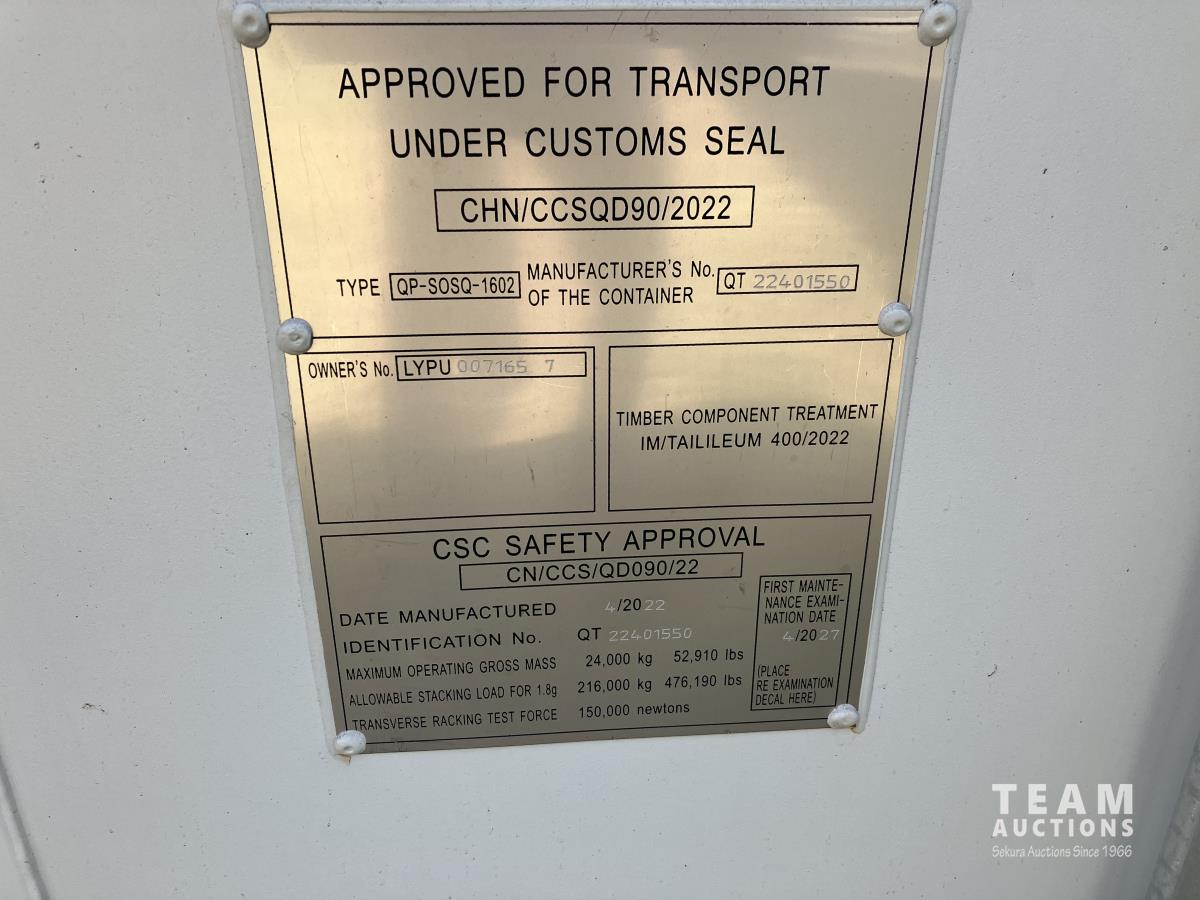 APPROVED FOR TRANSPORT
UNDER CUSTOMS SEAL
CHN/CCSQD90/2022
TYPE QP-SOSQ-1602 MANUFACTURER'S No. OF THE CONTAINER QT 22401550
OWNER'S No. LYPU 007165 7
TIMBER COMPONENT TREATMENT
IM/TAILILEUM 400/2022
CSC SAFETY APPROVAL
CN/CCS/QD090/22
DATE MANUFACTURED 4/2022
IDENTIFICATION No. QT 22401550
MAXIMUM OPERATING GROSS MASS 24,000 kg 52,910 lbs
ALLOWABLE STACKING LOAD FOR 1.8g 216,000 kg 476,190 lbs
TRANSVERSE RACKING TEST FORCE 150,000 newtons
FIRST MAINTE-
NANCE EXAMI-
NATION DATE
4/2027
(PLACE
RE EXAMINATION
DECAL HERE)
TEAM
AUCTIONS
Sekura Auctions Since 1966